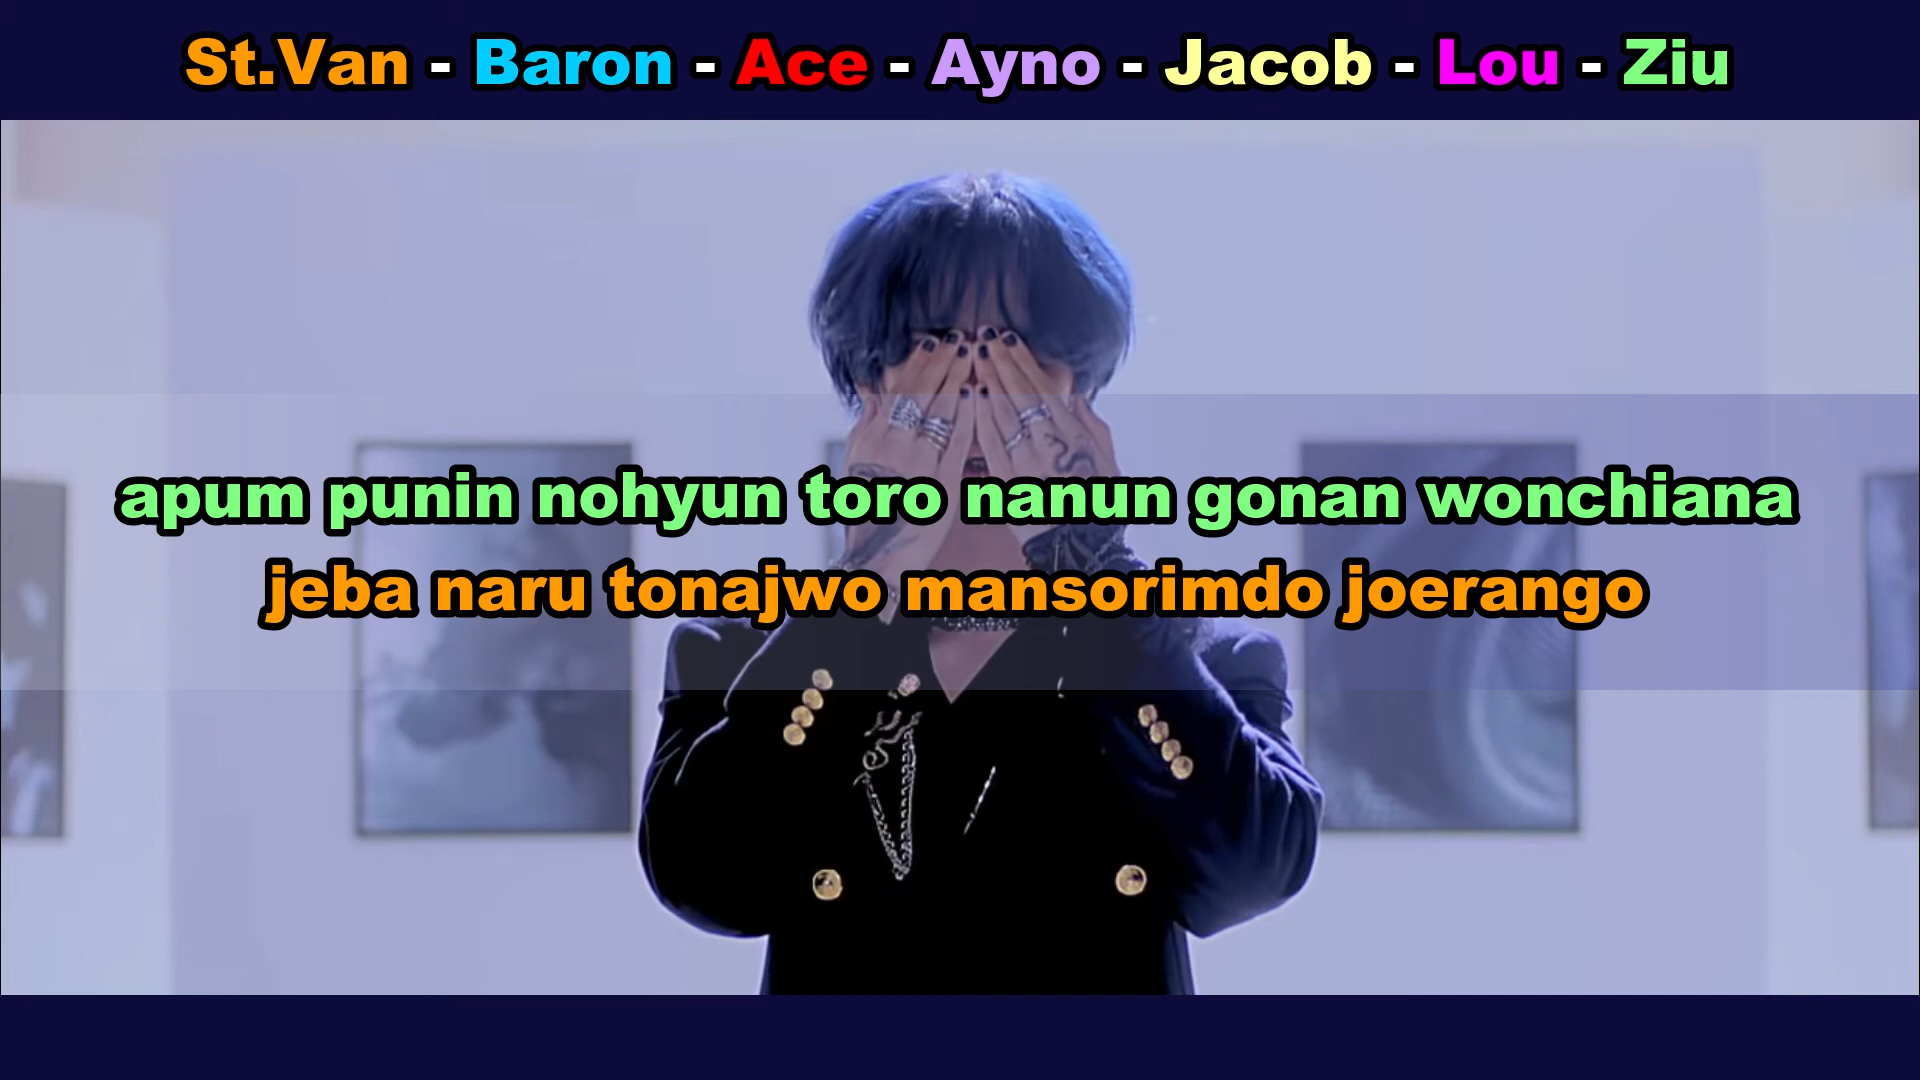 St.Van - Baron - Ace - Ayno - Jacob - Lou - Ziu
apum punin nohyun toro nanun gonan wonchiana
jeba naru tonajwo mansorimdo joerango